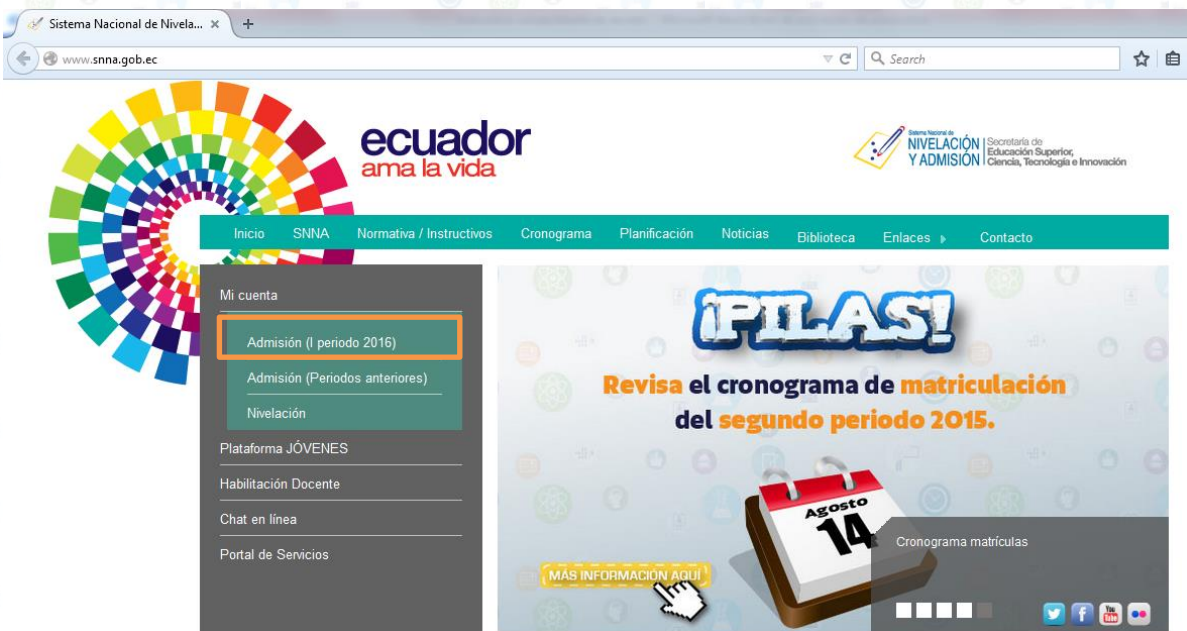 Sistema Nacional de Nivela...
www.snna.gob.ec
Search
ecuador
ama la vida
Sistema Nacional de
NIVELACIÓN
Y ADMISIÓN
Secretaría de
Educación Superior,
Ciencia, Tecnología e Innovación
Inicio SNNA Normativa / Instructivos Cronograma Planificación Noticias Biblioteca Enlaces Contacto
Mi cuenta
Admisión (I periodo 2016)
Admisión (Periodos anteriores)
Nivelación
Plataforma JÓVENES
Habilitación Docente
Chat en línea
Portal de Servicios
¡PILAS!
Revisa el cronograma de matriculación
del segundo periodo 2015.
Agosto
14
MÁS INFORMACIÓN AQUÍ
Cronograma matrículas
You
Tube